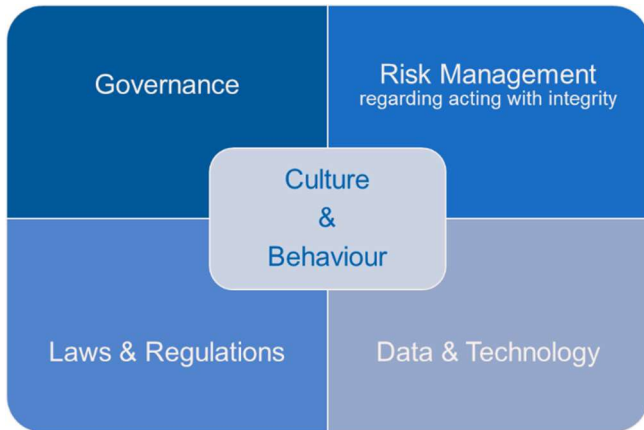 Governance
Risk Management
regarding acting with integrity
Culture
&
Behaviour
Laws & Regulations
Data & Technology